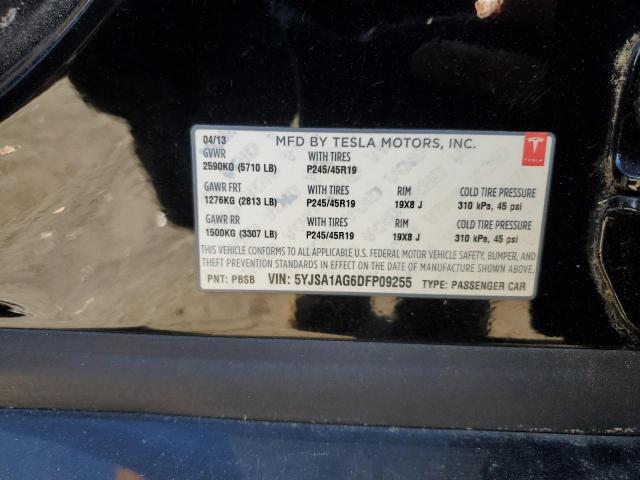 04/13 MFD BY TESLA MOTORS, INC.
GVWR WITH TIRES
2590KG (5710 LB) P245/45R19 TESLA
GAWR FRT WITH TIRES RIM COLD TIRE PRESSURE
1276KG (2813 LB) P245/45R19 19X8 J 310 kPa, 45 psi
GAWR RR WITH TIRES RIM COLD TIRE PRESSURE
1500KG (3307 LB) P245/45R19 19X8 J 310 kPa, 45 psi
THIS VEHICLE CONFORMS TO ALL APPLICABLE U.S. FEDERAL MOTOR VEHICLE SAFETY, BUMPER, AND
THEFT PREVENTION STANDARDS IN EFFECT ON THE DATE OF MANUFACTURE SHOWN ABOVE.
PNT: PBSB VIN: 5YJSA1AG6DFP09255 TYPE: PASSENGER CAR